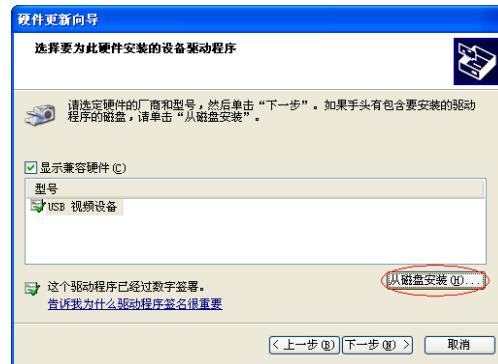 硬件更新向导
选择要为此硬件安装的设备驱动程序
请选定硬件的厂商和型号，然后单击“下一步”。如果手头有包含要安装的驱动
程序的磁盘，请单击“从磁盘安装”。
显示兼容硬件(C)
型号
USB 视频设备
从磁盘安装(H)...
这个驱动程序已经过数字签署。
告诉我为什么驱动程序签名很重要
< 上一步(B) 下一步(N) > 取消